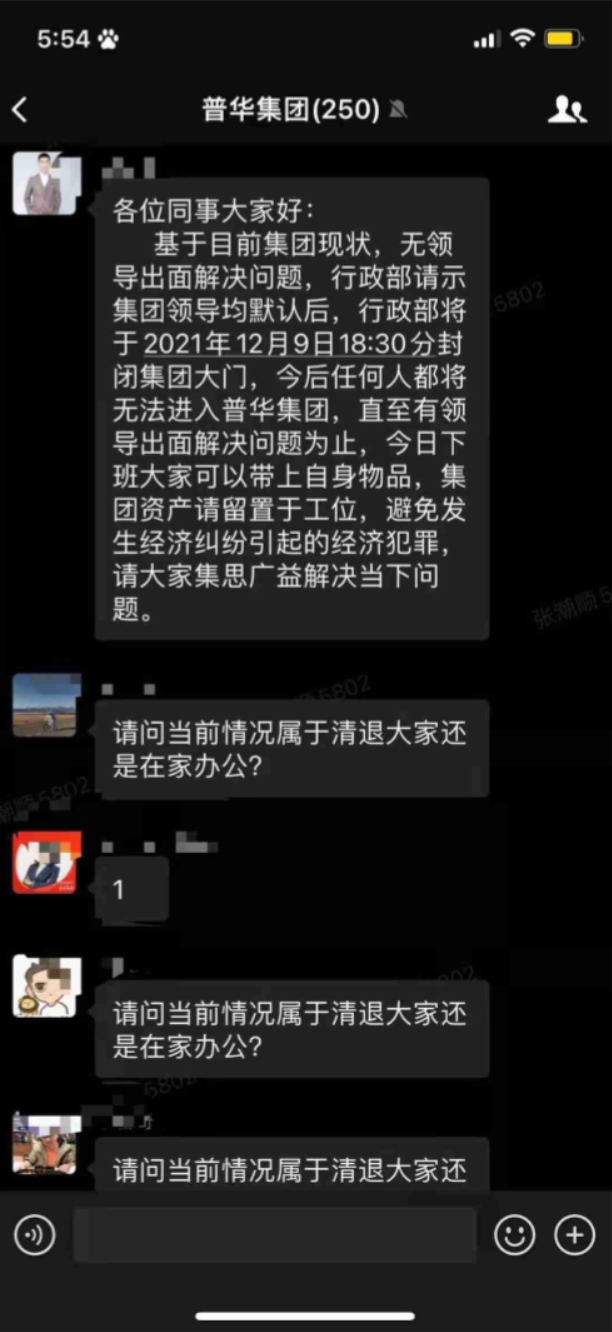 5:54
普华集团(250)
各位同事大家好：
基于目前集团现状，无领
导出面解决问题，行政部请示
集团领导均默认后，行政部将
于2021年12月9日18:30分封
闭集团大门，今后任何人都将
无法进入普华集团，直至有领
导出面解决问题为止，今日下
班大家可以带上自身物品，集
团资产请留置于工位，避免发
生经济纠纷引起的经济犯罪，
请大家集思广益解决当下问
题。
5802
张潮顺 5
5802
请问当前情况属于清退大家还
是在家办公？
潮顺 5802
1
请问当前情况属于清退大家还
是在家办公？
5802
请问当前情况属于清退大家还